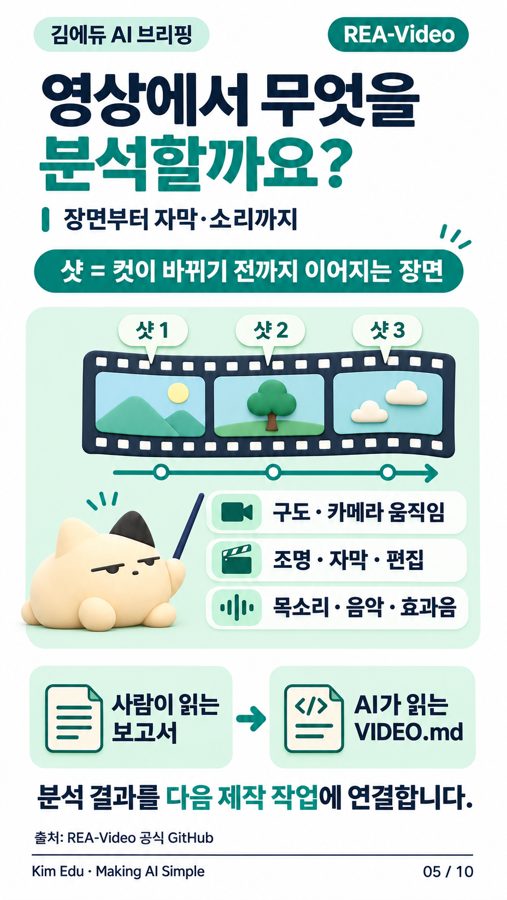 김에듀 AI 브리핑
REA-Video
영상에서 무엇을
분석할까요?
장면부터 자막·소리까지
샷 = 컷이 바뀌기 전까지 이어지는 장면
샷 1
샷 2
샷 3
구도·카메라 움직임
조명·자막·편집
목소리·음악·효과음
사람이 읽는
보고서
</>
AI가 읽는
VIDEO.md
분석 결과를 다음 제작 작업에 연결합니다.
출처: REA-Video 공식 GitHub
Kim Edu · Making AI Simple
05 / 10